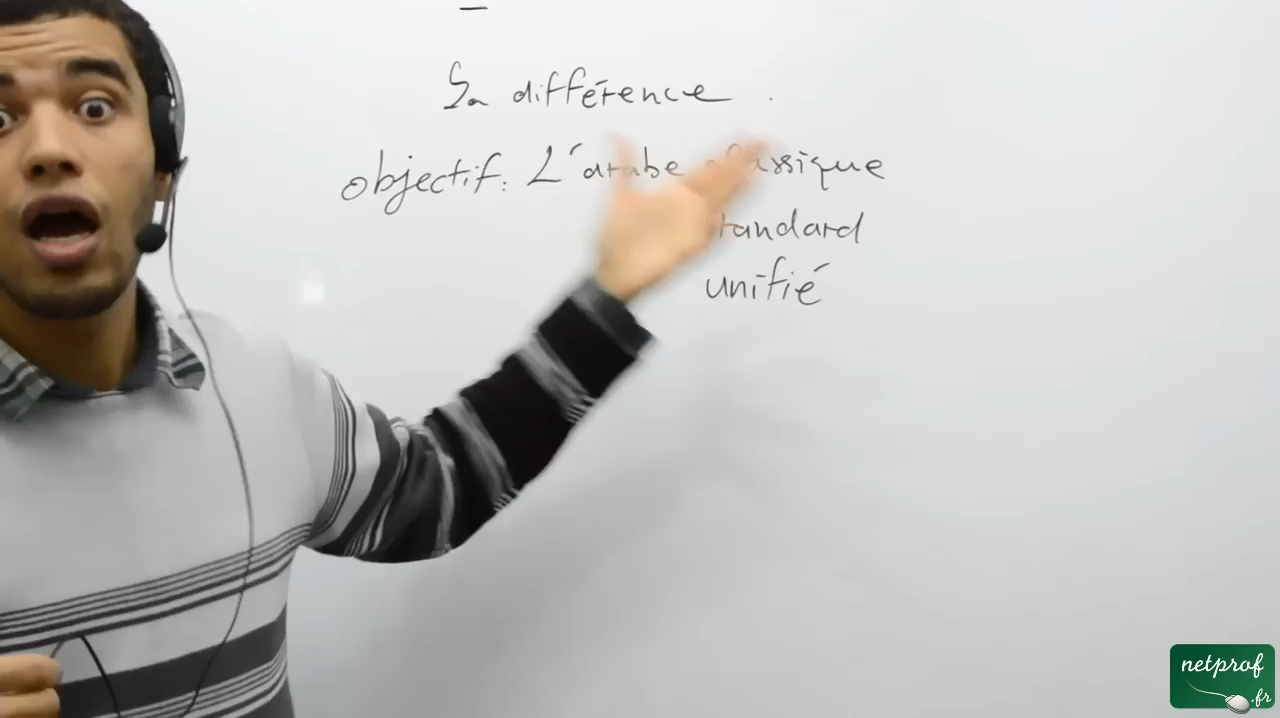 La différence .
objectif: L'arabe classique
standard
unifié
netprof
.fr